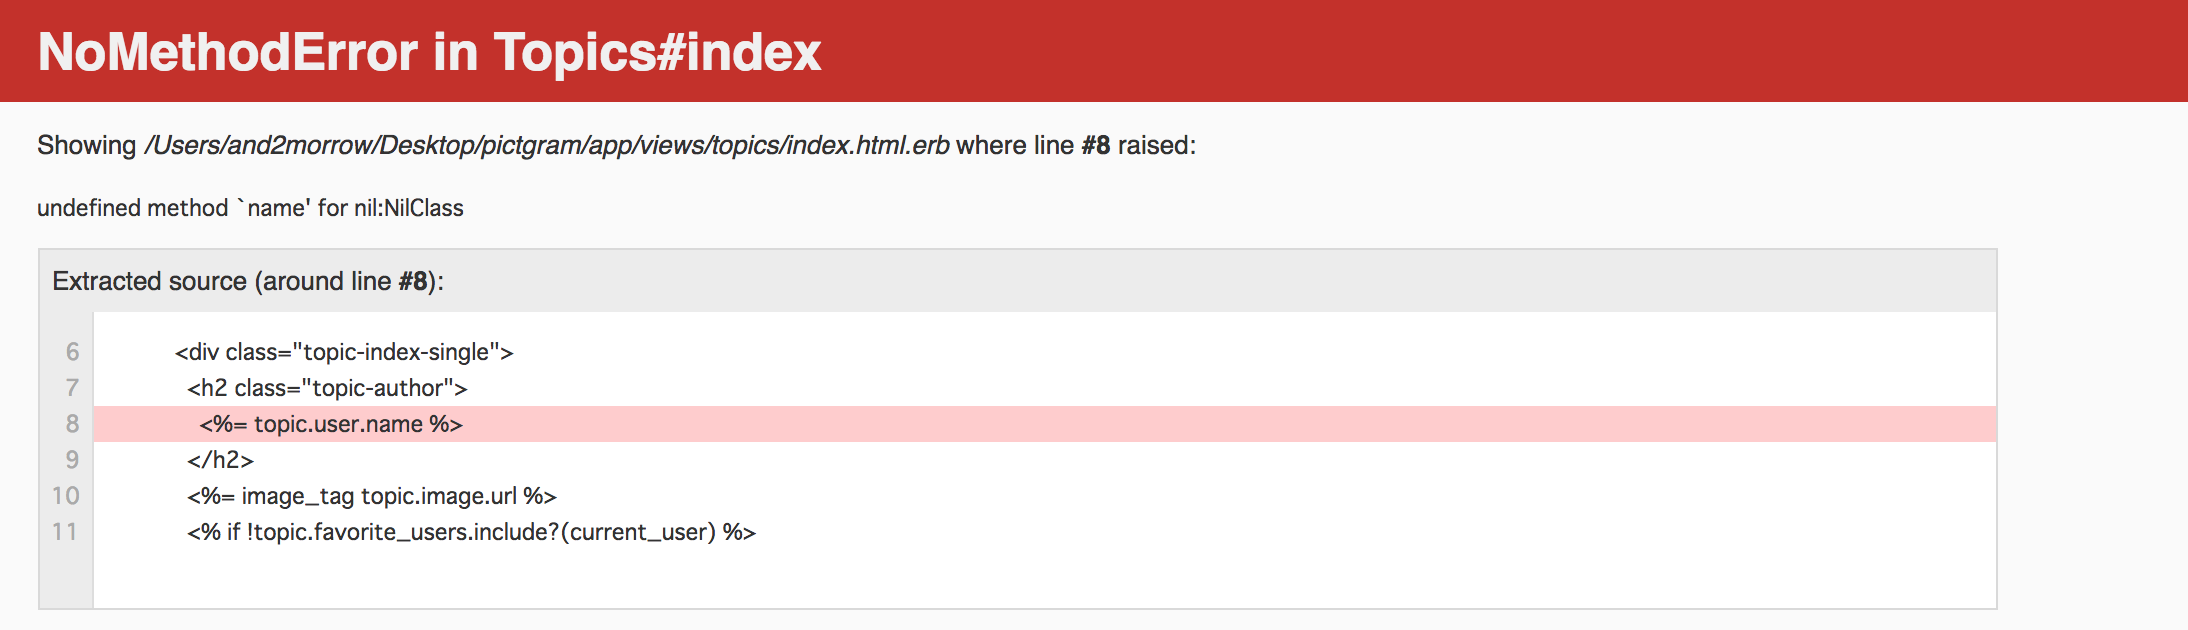 NoMethodError in Topics#index
Showing /Users/and2morrow/Desktop/pictgram/app/views/topics/index.html.erb where line #8 raised:
undefined method `name' for nil:NilClass
Extracted source (around line #8):
6 <div class="topic-index-single">
7 <h2 class="topic-author">
8 <%= topic.user.name %>
9 </h2>
10 <%= image_tag topic.image.url %>
11 <% if !topic.favorite_users.include?(current_user) %>